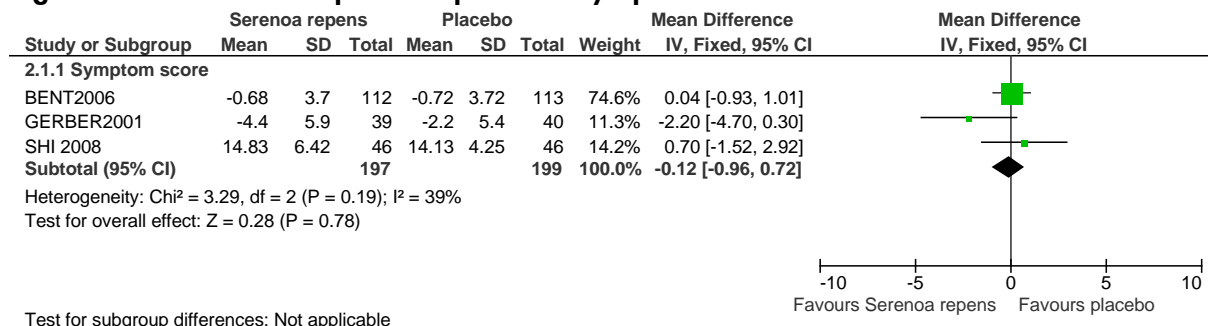 Serenoa repens Placebo Mean Difference Mean Difference
Study or Subgroup Mean SD Total Mean SD Total Weight IV, Fixed, 95% CI IV, Fixed, 95% CI
2.1.1 Symptom score
BENT2006 -0.68 3.7 112 -0.72 3.72 113 74.6% 0.04 [-0.93, 1.01]
GERBER2001 -4.4 5.9 39 -2.2 5.4 40 11.3% -2.20 [-4.70, 0.30]
SHI 2008 14.83 6.42 46 14.13 4.25 46 14.2% 0.70 [-1.52, 2.92]
Subtotal (95% CI) 197 199 100.0% -0.12 [-0.96, 0.72]
Heterogeneity: Chi² = 3.29, df = 2 (P = 0.19); I² = 39%
Test for overall effect: Z = 0.28 (P = 0.78)
-10 -5 0 5 10
Favours Serenoa repens Favours placebo
Test for subgroup differences: Not applicable